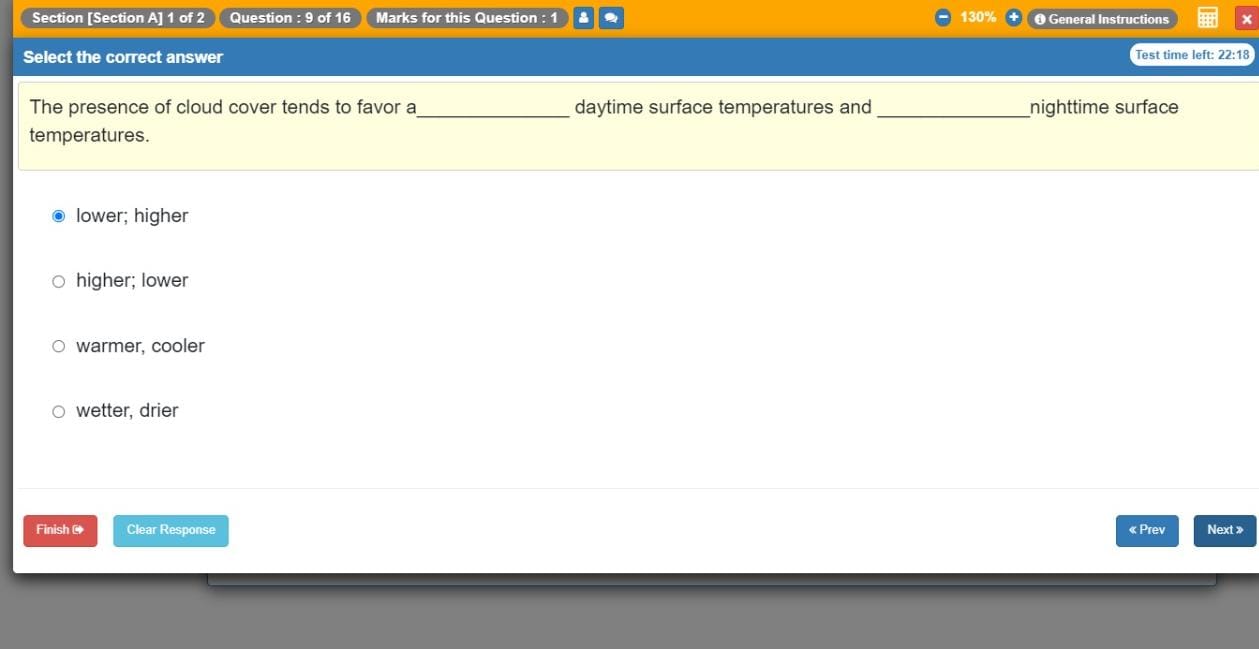 Section [Section A] 1 of 2 Question : 9 of 16 Marks for this Question : 1 130% General Instructions
Select the correct answer Test time left: 22:18
The presence of cloud cover tends to favor a______________ daytime surface temperatures and ______________nighttime surface
temperatures.
lower; higher
higher; lower
warmer, cooler
wetter, drier
Finish Clear Response « Prev Next »